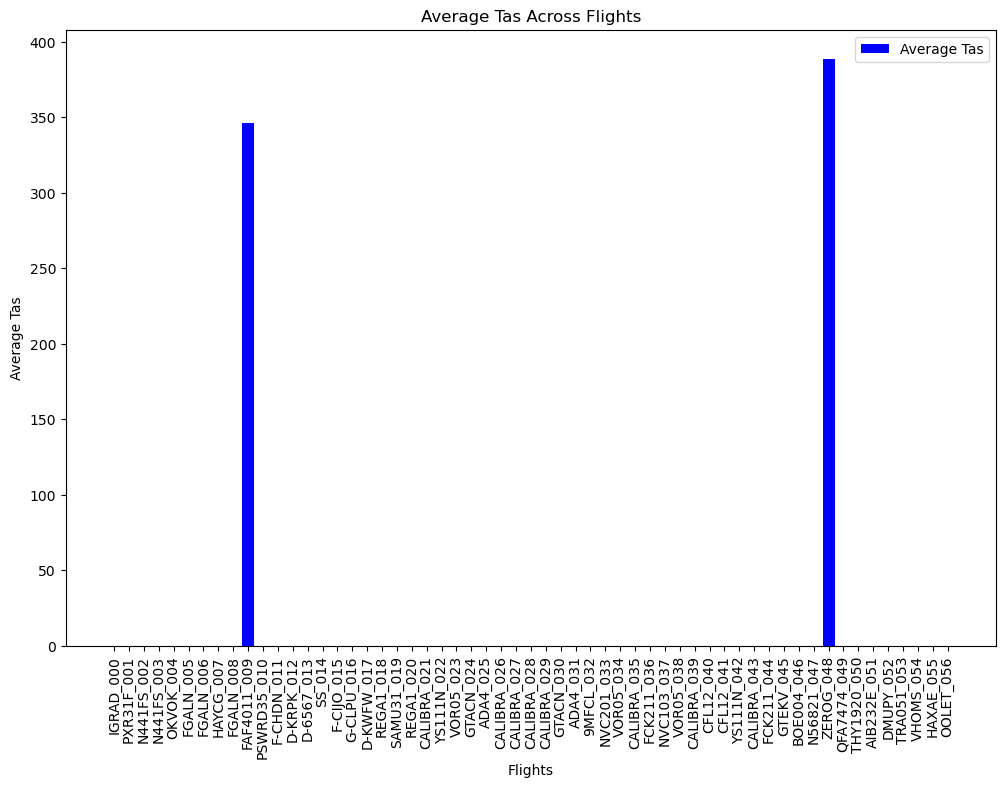 Average Tas Across Flights
Average Tas
400
350
300
250
200
150
100
50
0
Average Tas
IGRAD_000
PXR31F_001
N441FS_002
N441FS_003
OKVOK_004
FGALN_005
FGALN_006
HAYCG_007
FGALN_008
FAF4011_009
PSWRD35_010
F-CHDN_011
D-KRPK_012
D-6567_013
SS_014
F-CIJO_015
G-CLPU_016
D-KWFW_017
REGA1_018
SAMU31_019
REGA1_020
CALIBRA_021
YS111N_022
VOR05_023
GTACN_024
ADA4_025
CALIBRA_026
CALIBRA_027
CALIBRA_028
CALIBRA_029
GTACN_030
ADA4_031
9MFCL_032
NVC201_033
VOR05_034
CALIBRA_035
FCK211_036
NVC103_037
VOR05_038
CALIBRA_039
CFL12_040
CFL12_041
YS111N_042
CALIBRA_043
FCK211_044
GTEKV_045
BOE004_046
N56821_047
ZEROG_048
QFA7474_049
THY1920_050
AIB232E_051
DMUPY_052
TRA051_053
VHOMS_054
HAXAE_055
OOLET_056
Flights